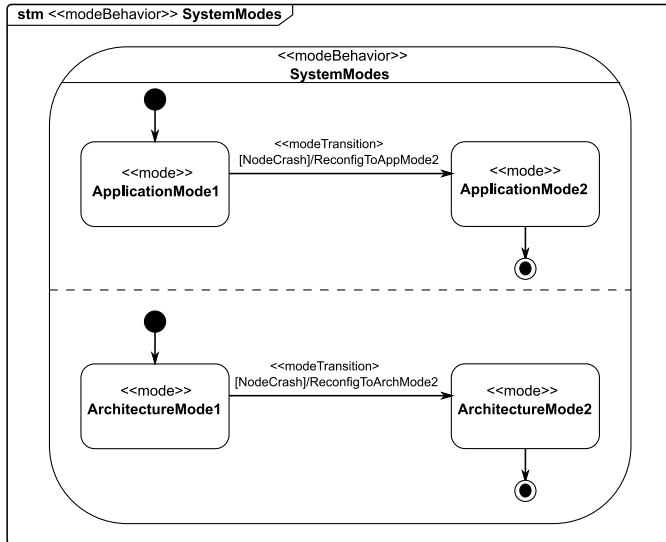 stm <<modeBehavior>> SystemModes
<<modeBehavior>>
SystemModes
<<modeTransition>
[NodeCrash]/ReconfigToAppMode2
<<mode>>
ApplicationMode1
<<mode>>
ApplicationMode2
<<modeTransition>
[NodeCrash]/ReconfigToArchMode2
<<mode>>
ArchitectureMode1
<<mode>>
ArchitectureMode2